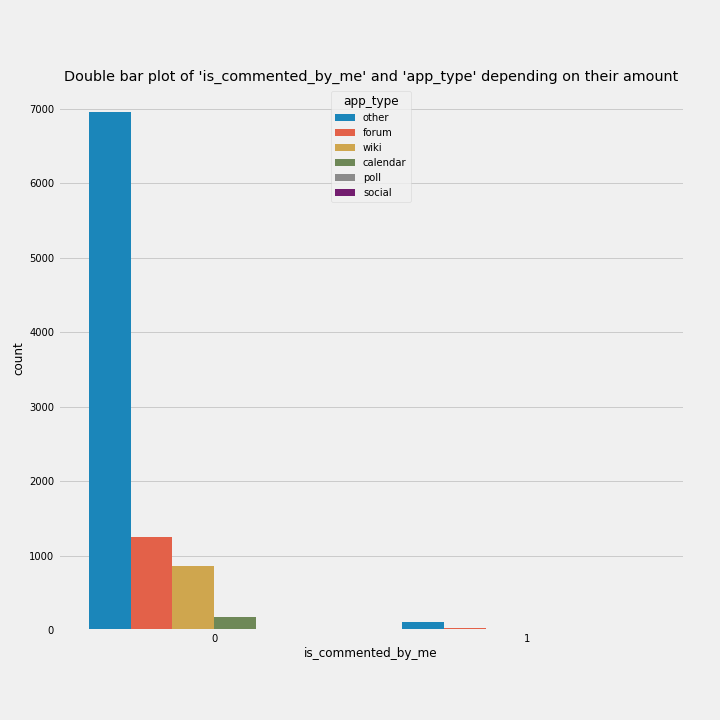 Double bar plot of 'is_commented_by_me' and 'app_type' depending on their amount
app_type
other
forum
wiki
calendar
poll
social
7000
6000
5000
4000
3000
2000
1000
0
count
0
1
is_commented_by_me